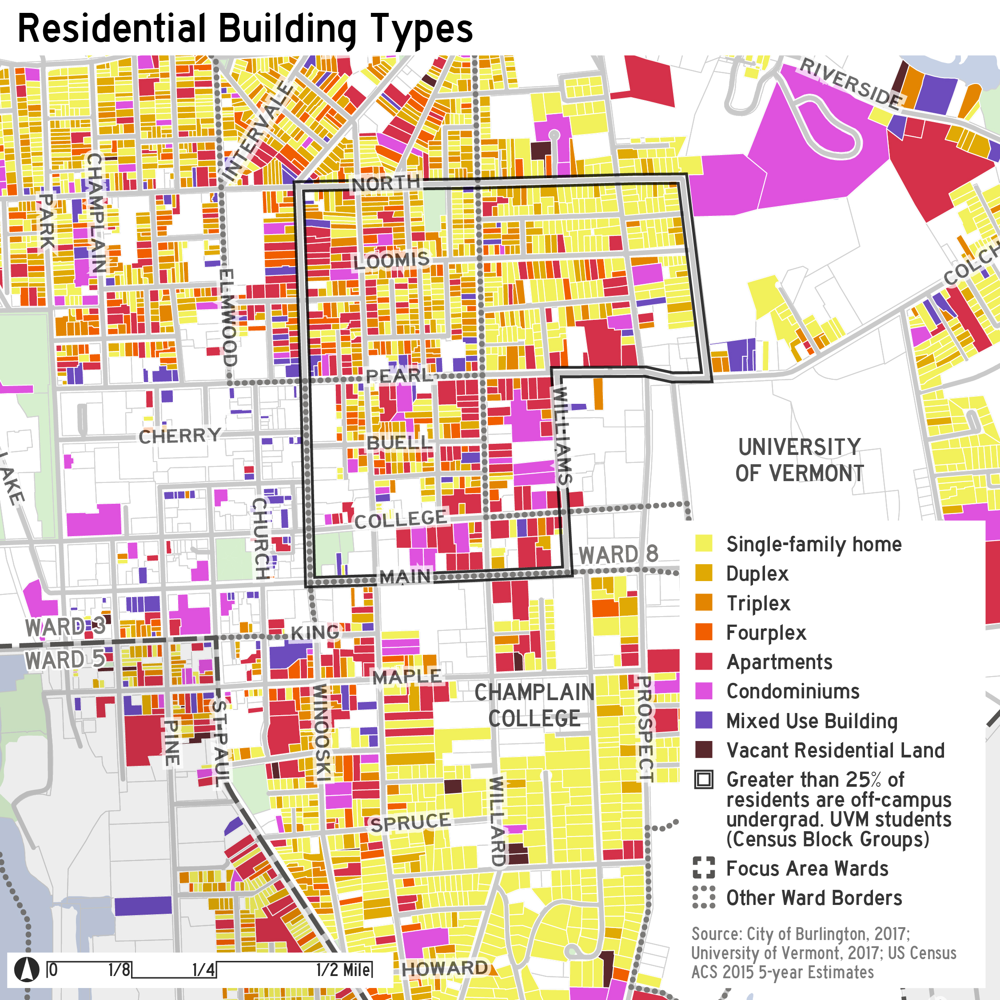 Residential Building Types
RIVERSIDE
INTERVALE
CHAMPLAIN
PARK
NORTH
LOOMIS
ELMWOOD
PEARL
WILLIAMS
CHERRY
BUELL
LAKE
CHURCH
COLLEGE
MAIN
UNIVERSITY
OF VERMONT
WARD 8
WARD 3
WARD 5
KING
MAPLE
CHAMPLAIN
COLLEGE
PINE
ST-PAUL
WINOOSKI
PROSPECT
WILLARD
SPRUCE
HOWARD
COLCH
Single-family home
Duplex
Triplex
Fourplex
Apartments
Condominiums
Mixed Use Building
Vacant Residential Land
Greater than 25% of
residents are off-campus
undergrad. UVM students
(Census Block Groups)
Focus Area Wards
Other Ward Borders
Source: City of Burlington, 2017;
University of Vermont, 2017; US Census
ACS 2015 5-year Estimates
0 1/8 1/4 1/2 Mile